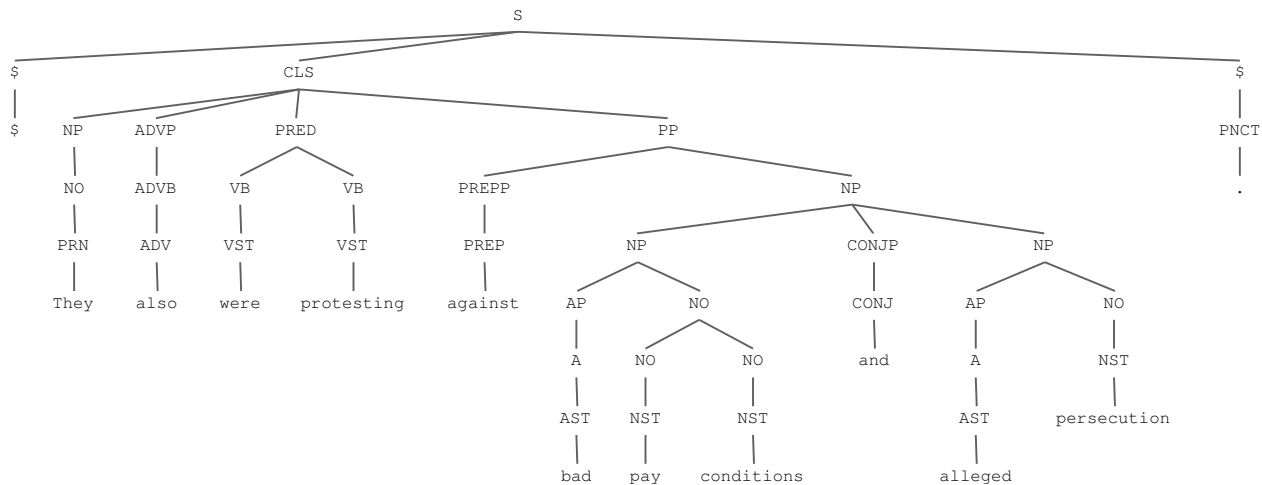 S
$ CLS $
$ NP ADVP PRED PP PNCT
NO ADVB VB VB PREPP NP .
PRN ADV VST VST PREP NP CONJP NP
They also were protesting against AP NO CONJ AP NO
A NO NO and A NST
AST NST NST AST persecution
bad pay conditions alleged